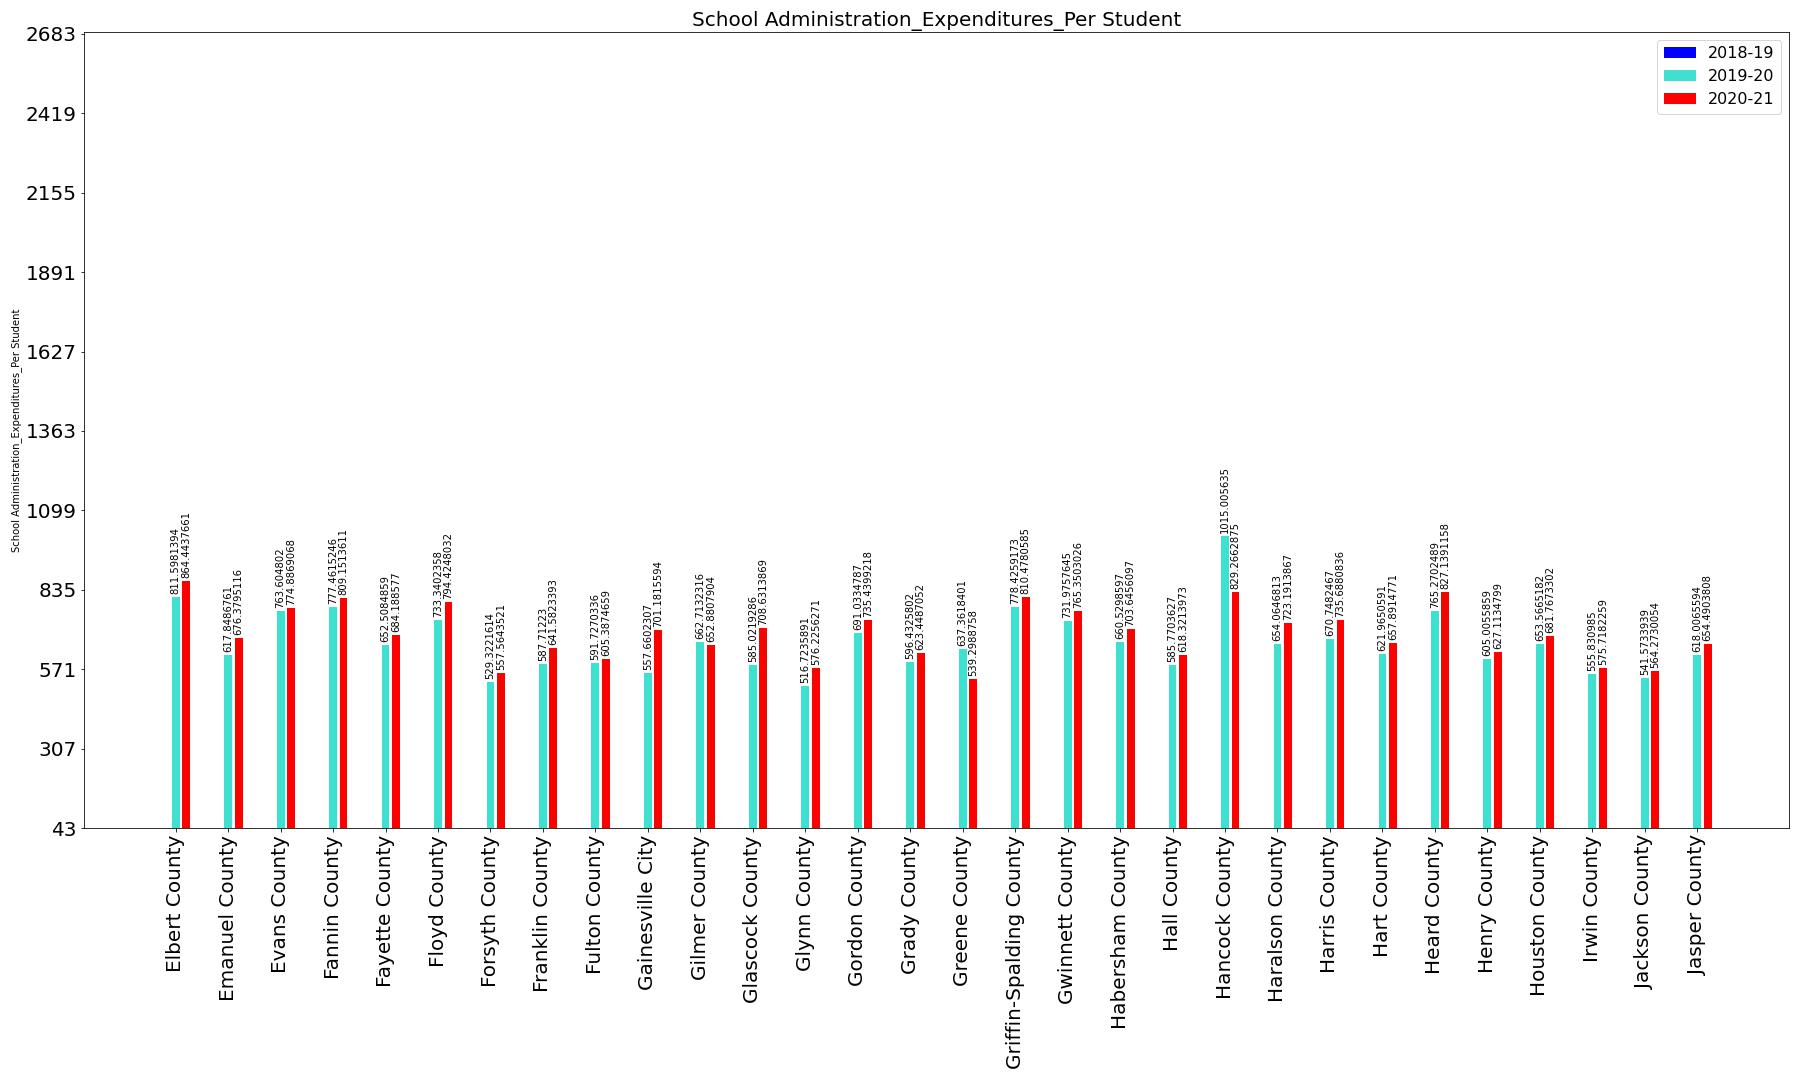 School Administration_Expenditures_Per Student
2018-19
2019-20
2020-21
School Administration_Expenditures_Per Student
2683
2419
2155
1891
1627
1363
1099
835
571
307
43
811.5981394
864.4437661
617.8486761
676.3795116
763.604802
774.8869068
777.4615246
809.1513611
652.5084859
684.1885777
733.3402358
794.4248032
529.3221614
557.5643521
587.71223
641.5823393
591.7270336
605.3874659
557.6602307
701.1815594
662.7132316
652.8807904
585.0219286
708.6313869
516.7235891
576.2256271
691.0334787
735.4399218
596.4325802
623.4487052
637.3618401
539.2988758
778.4259173
810.4780585
731.9757645
765.3503026
660.5298597
703.6456097
585.7703627
618.3213973
1015.005635
829.2662875
654.0646813
723.1913867
670.7482467
735.6880836
621.9650591
657.8914771
765.2702489
827.1391158
605.0055859
627.1134799
653.5665182
681.7673302
555.830985
575.7182259
541.5733939
564.2730054
618.0065594
654.4903808
Elbert County
Emanuel County
Evans County
Fannin County
Fayette County
Floyd County
Forsyth County
Franklin County
Fulton County
Gainesville City
Gilmer County
Glascock County
Glynn County
Gordon County
Grady County
Greene County
Griffin-Spalding County
Gwinnett County
Habersham County
Hall County
Hancock County
Haralson County
Harris County
Hart County
Heard County
Henry County
Houston County
Irwin County
Jackson County
Jasper County